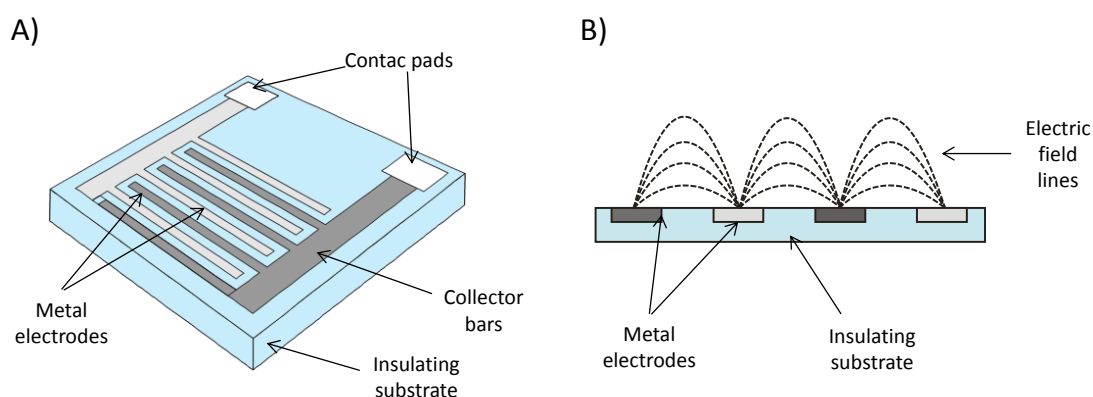 A)
Contac pads
Metal
electrodes
Collector
bars
Insulating
substrate
B)
Electric
field
lines
Metal
electrodes
Insulating
substrate